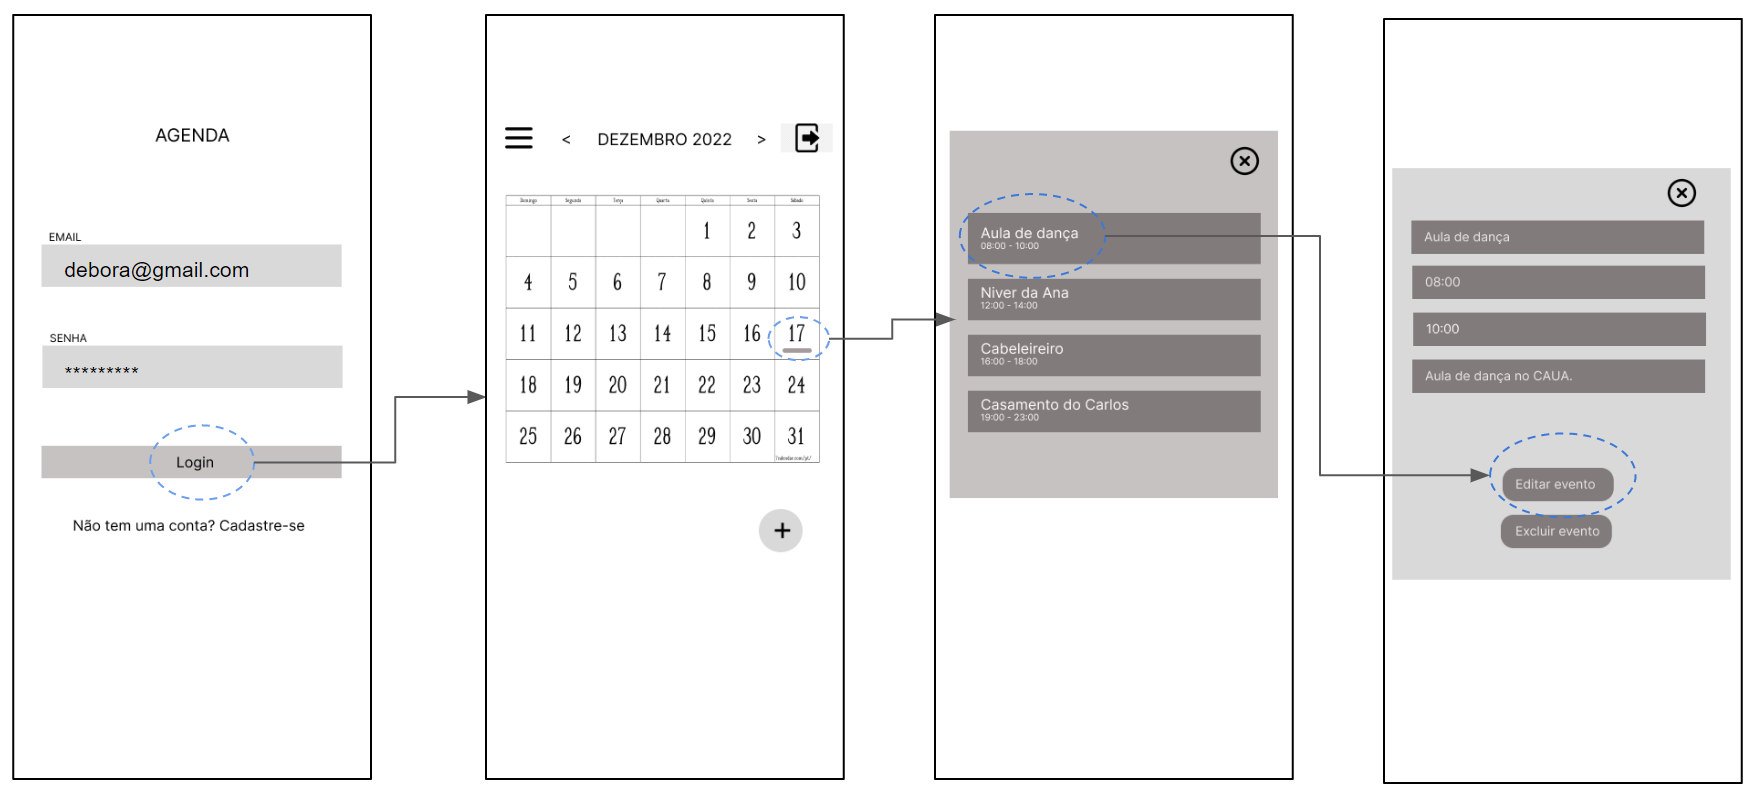 AGENDA
EMAIL
debora@gmail.com
SENHA
*********
Login
Não tem uma conta? Cadastre-se
< DEZEMBRO 2022 >
Domingo Segunda Terça Quarta Quinta Sexta Sábado
1 2 3
4 5 6 7 8 9 10
11 12 13 14 15 16 17
18 19 20 21 22 23 24
25 26 27 28 29 30 31
+
Aula de dança
08:00 - 10:00
Niver da Ana
12:00 - 14:00
Cabeleireiro
16:00 - 18:00
Casamento do Carlos
19:00 - 23:00
Aula de dança
08:00
10:00
Aula de dança no CAUA.
Editar evento
Excluir evento